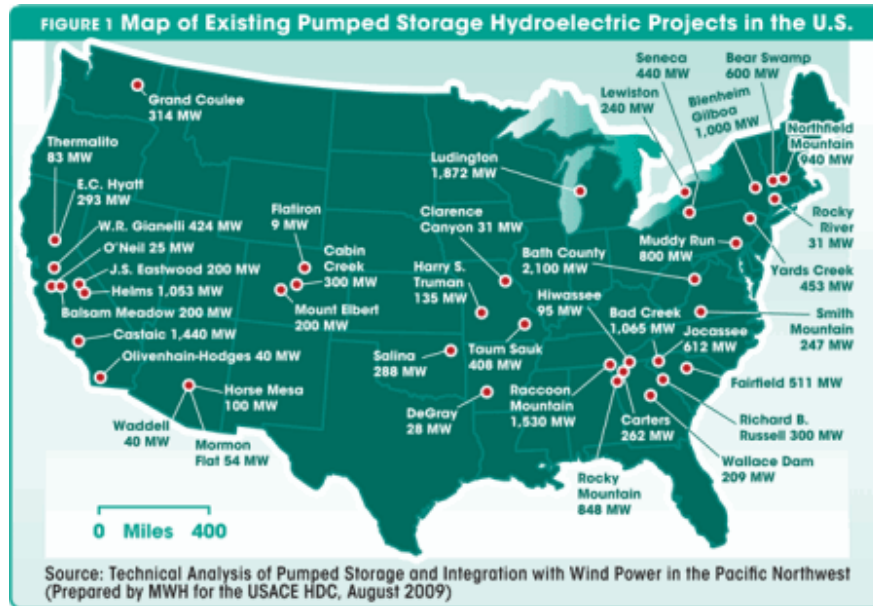 FIGURE 1 Map of Existing Pumped Storage Hydroelectric Projects in the U.S.
Seneca
440 MW
Bear Swamp
600 MW
Lewiston
240 MW
Blenheim
Gilboa
1,000 MW
Northfield
Mountain
940 MW
Grand Coulee
314 MW
Thermalito
83 MW
E.C. Hyatt
293 MW
W.R. Gianelli 424 MW
O'Neil 25 MW
J.S. Eastwood 200 MW
Helms 1,053 MW
Balsam Meadow 200 MW
Castaic 1,440 MW
Olivenhain-Hodges 40 MW
Flatiron
9 MW
Cabin
Creek
300 MW
Mount Elbert
200 MW
Ludington
1,872 MW
Clarence
Canyon 31 MW
Harry S.
Truman
135 MW
Bath County
2,100 MW
Muddy Run
800 MW
Rocky
River
31 MW
Yards Creek
453 MW
Smith
Mountain
247 MW
Hiwassee
95 MW
Bad Creek
1,065 MW
Jocassee
612 MW
Taum Sauk
408 MW
Salina
288 MW
Raccoon
Mountain
1,530 MW
Fairfield 511 MW
Horse Mesa
100 MW
Waddell
40 MW
Mormon
Flat 54 MW
DeGray
28 MW
Carters
262 MW
Richard B.
Russell 300 MW
Wallace Dam
209 MW
Rocky
Mountain
848 MW
0 Miles 400
Source: Technical Analysis of Pumped Storage and Integration with Wind Power in the Pacific Northwest
(Prepared by MWH for the USACE HDC, August 2009)